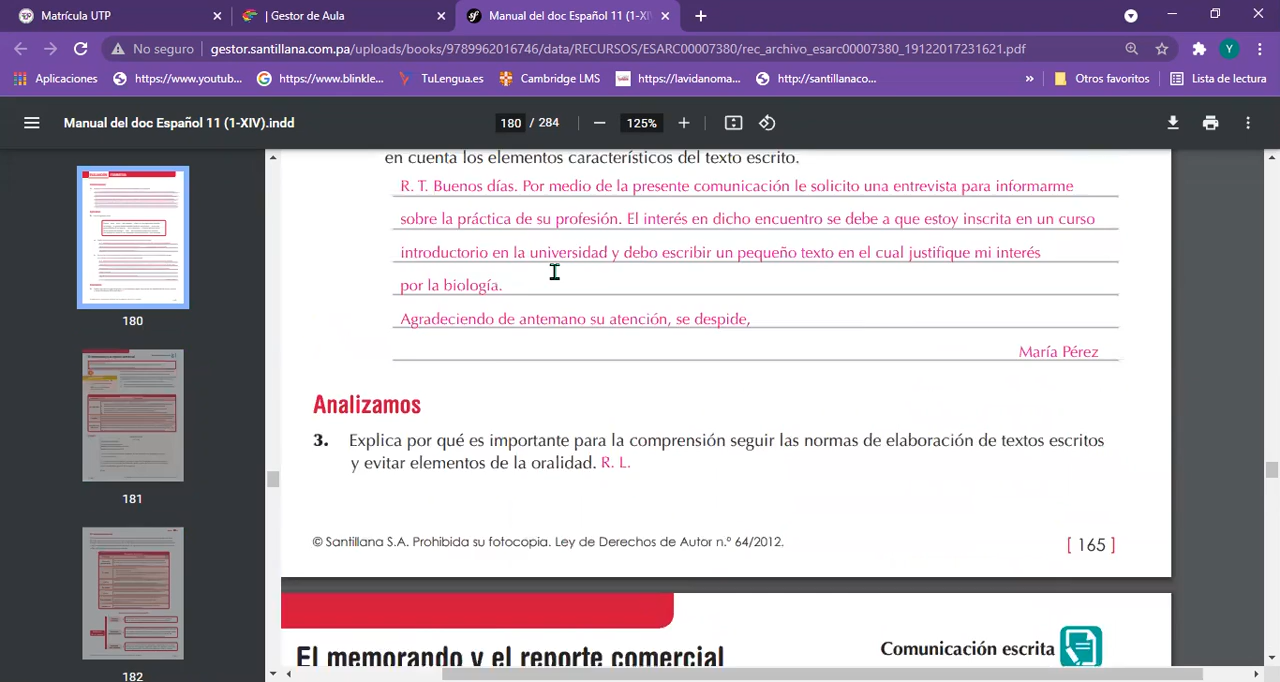 Matrícula UTP
| Gestor de Aula
Manual del doc Español 11 (1-XI
No seguro
gestor.santillana.com.pa/uploads/books/9789962016746/data/RECURSOS/ESARC00007380/rec_archivo_esarc00007380_19122017231621.pdf
Y
Aplicaciones
https://www.youtub...
https://www.blinkle...
TuLengua.es
Cambridge LMS
https://lavidanoma...
http://santillanaco...
»
Otros favoritos
Lista de lectura
Manual del doc Español 11 (1-XIV).indd
180 / 284
125%
180
181
182
en cuenta los elementos característicos del texto escrito.
R. T. Buenos días. Por medio de la presente comunicación le solicito una entrevista para informarme
sobre la práctica de su profesión. El interés en dicho encuentro se debe a que estoy inscrita en un curso
introductorio en la universidad y debo escribir un pequeño texto en el cual justifique mi interés
por la biología.
Agradeciendo de antemano su atención, se despide,
María Pérez
Analizamos
3. Explica por qué es importante para la comprensión seguir las normas de elaboración de textos escritos
y evitar elementos de la oralidad. R. L.
© Santillana S.A. Prohibida su fotocopia. Ley de Derechos de Autor n.º 64/2012.
[ 165 ]
El memorando y el reporte comercial
Comunicación escrita